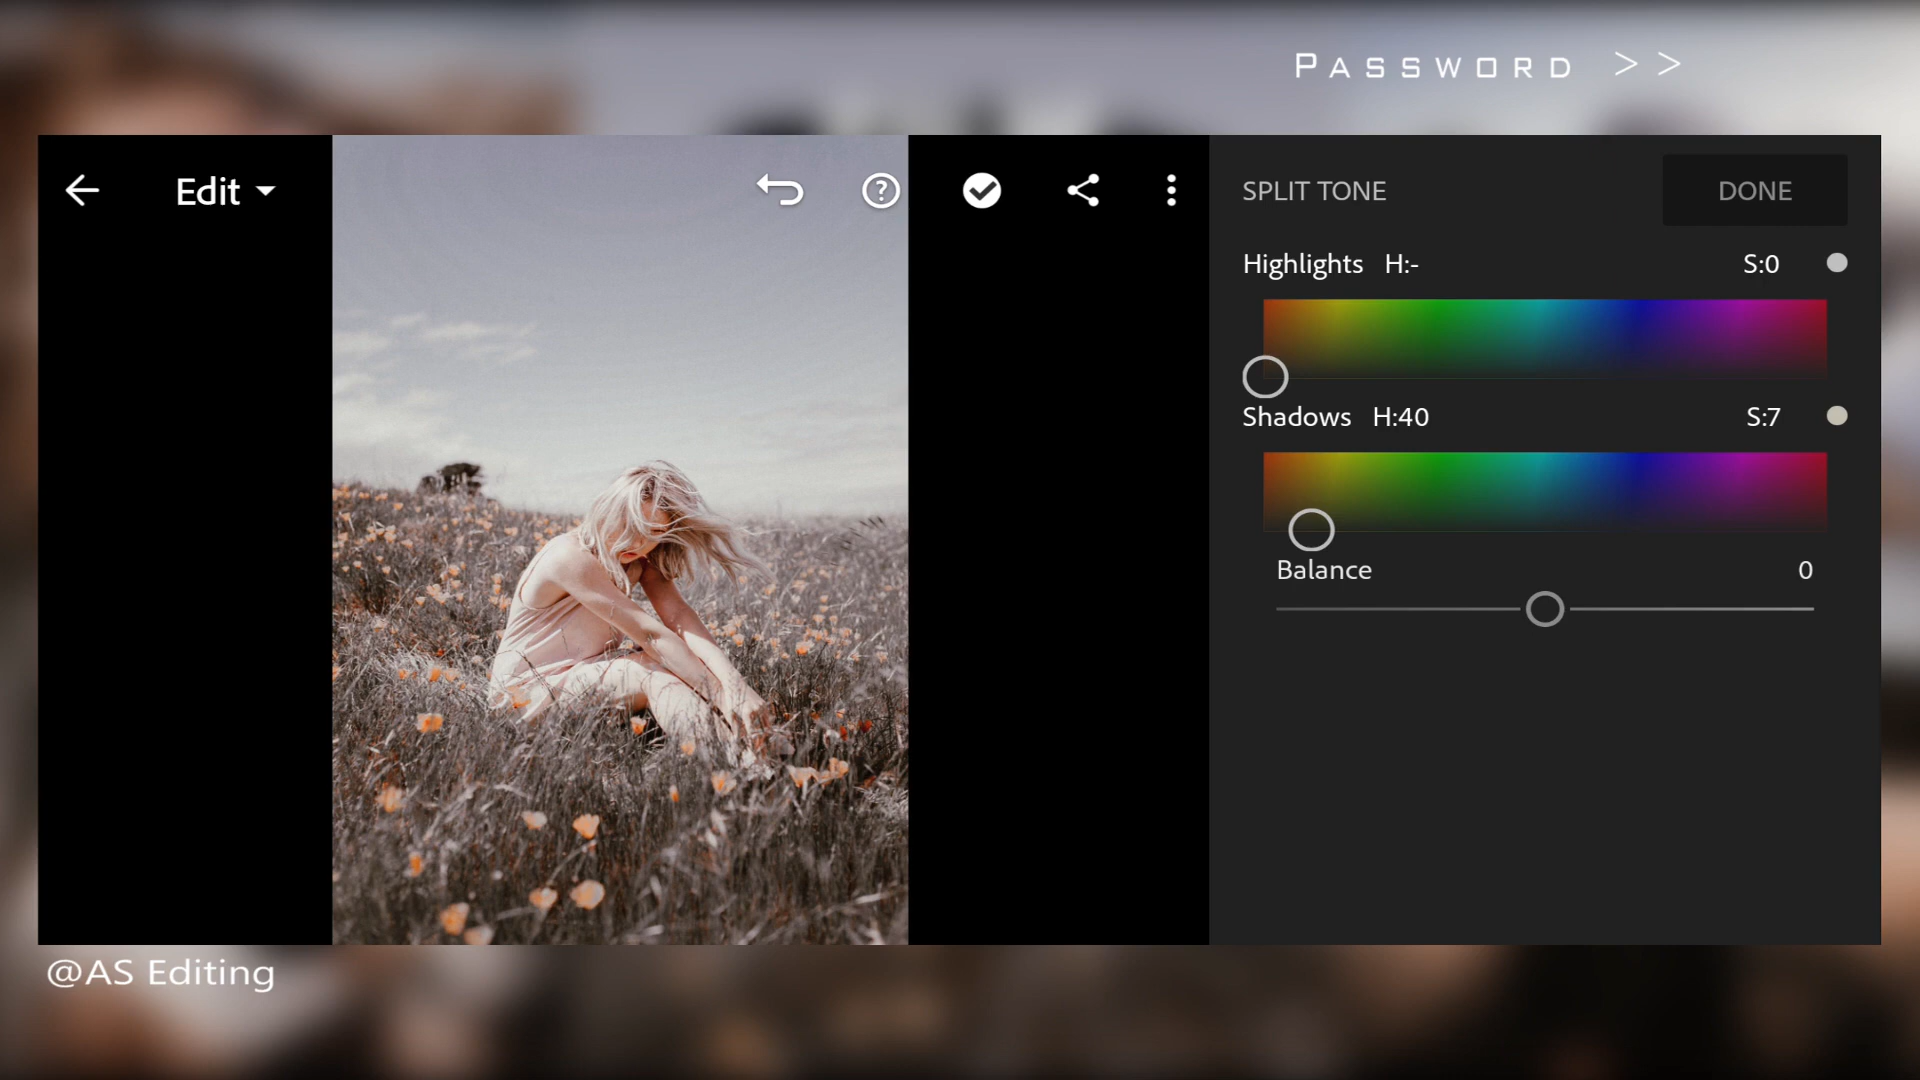 PASSWORD >>
Edit
SPLIT TONE
DONE
Highlights H:- S:0
Shadows H:40 S:7
Balance 0
@AS Editing